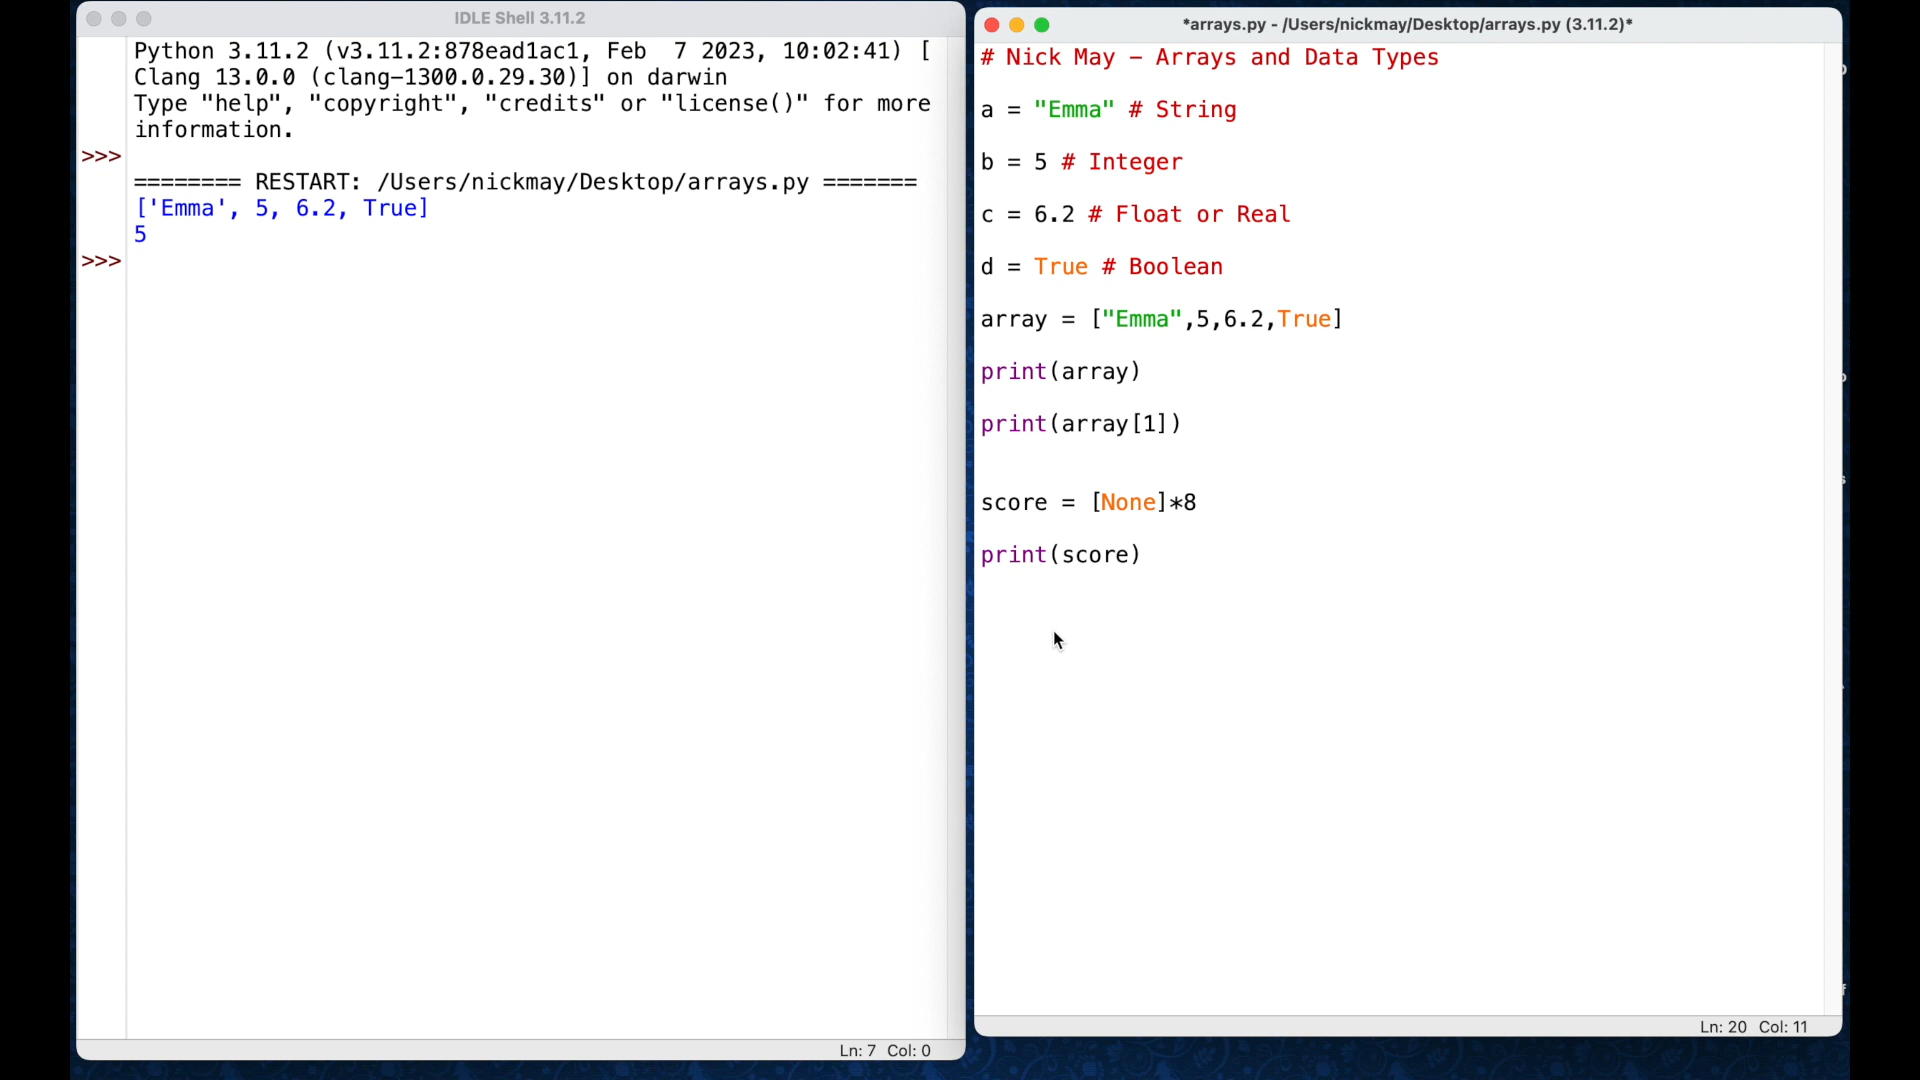 IDLE Shell 3.11.2
Python 3.11.2 (v3.11.2:878ead1ac1, Feb  7 2023, 10:02:41) [
Clang 13.0.0 (clang-1300.0.29.30)] on darwin
Type "help", "copyright", "credits" or "license()" for more
information.
>>>
======== RESTART: /Users/nickmay/Desktop/arrays.py =======
['Emma', 5, 6.2, True]
5
>>>
Ln: 7 Col: 0
*arrays.py - /Users/nickmay/Desktop/arrays.py (3.11.2)*
# Nick May – Arrays and Data Types
a = "Emma" # String
b = 5 # Integer
c = 6.2 # Float or Real
d = True # Boolean
array = ["Emma",5,6.2,True]
print(array)
print(array[1])
score = [None]*8
print(score)
Ln: 20 Col: 11